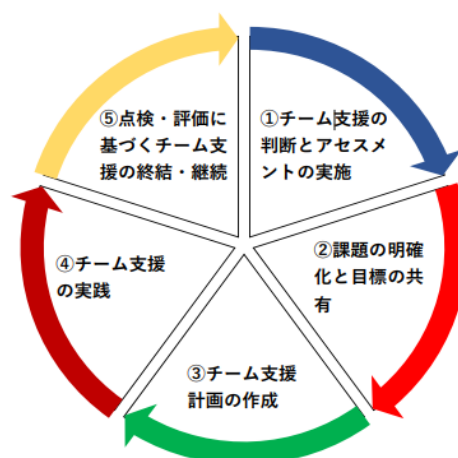 ①チーム支援の
判断とアセスメ
ントの実施
②課題の明確
化と目標の共
有
③チーム支援
計画の作成
④チーム支援
の実践
⑤点検・評価に
基づくチーム支
援の終結・継続